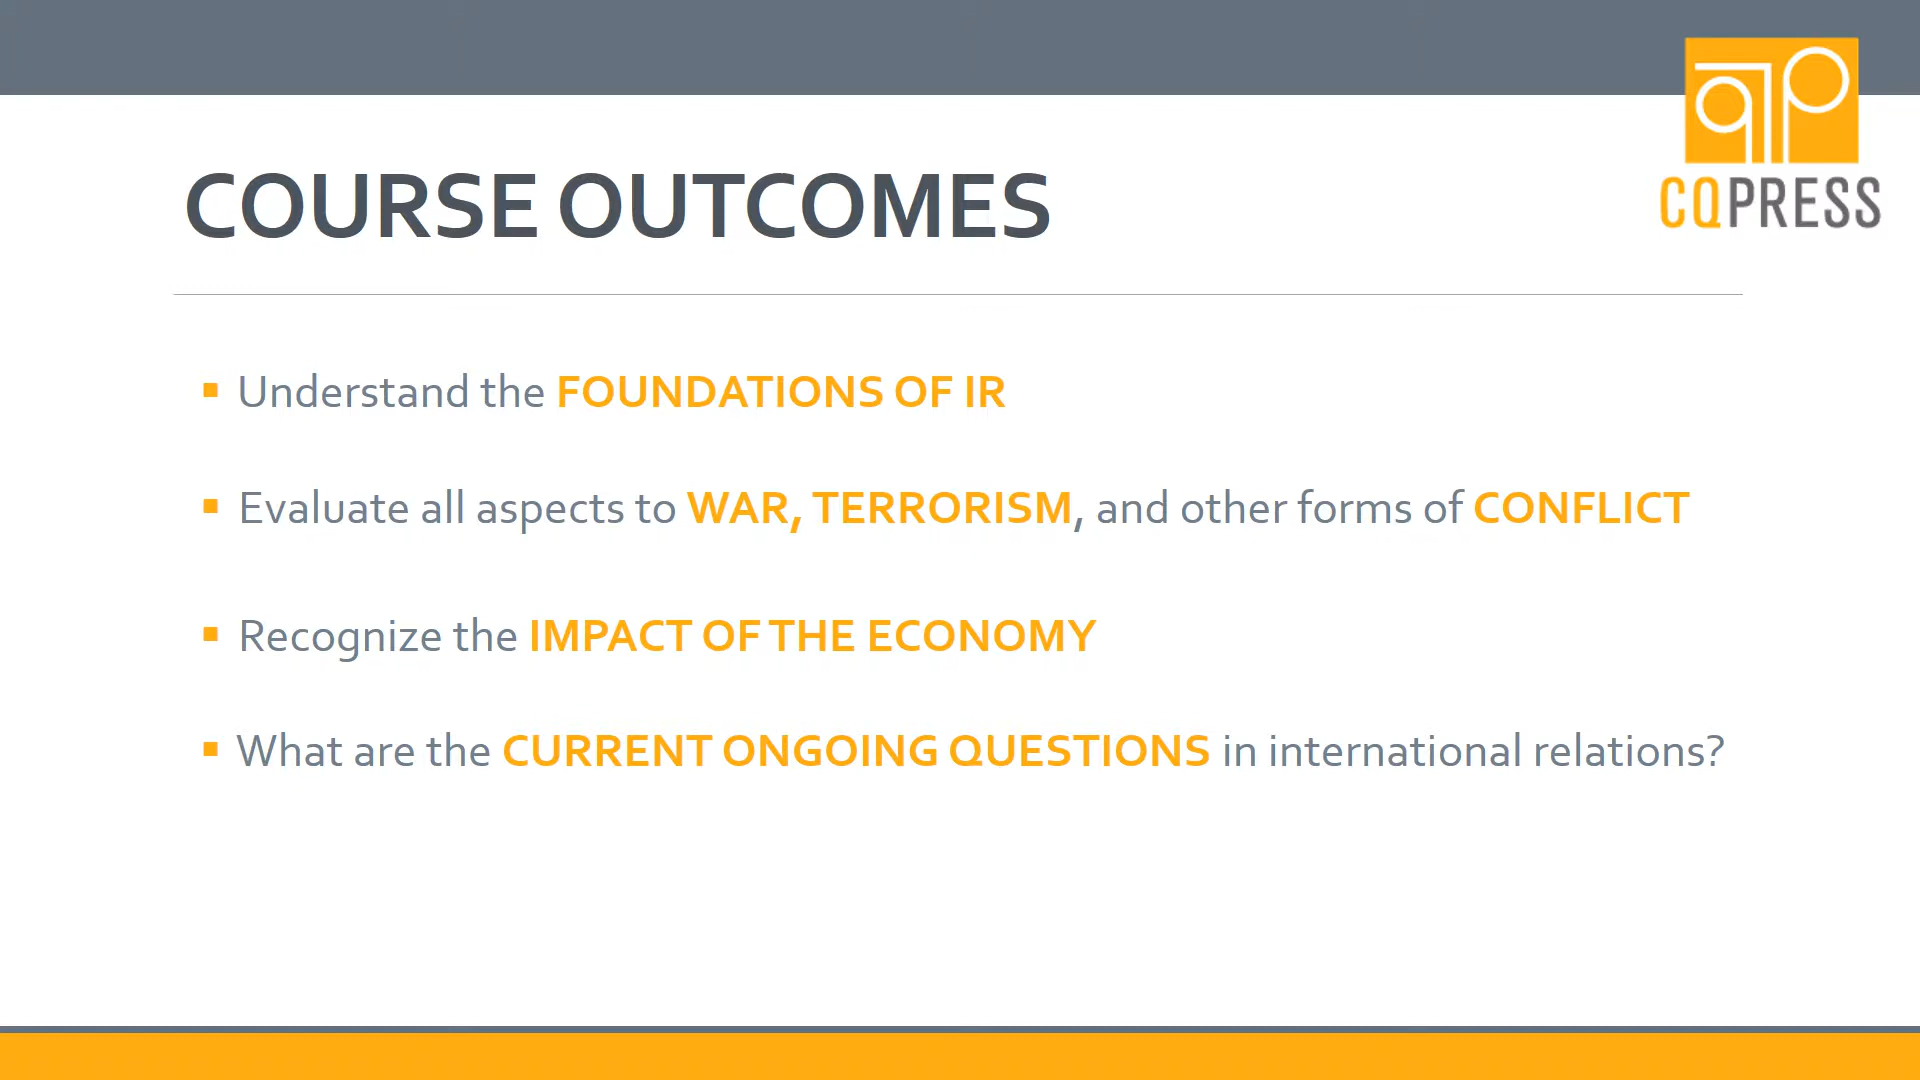 CQPRESS
COURSE OUTCOMES
Understand the FOUNDATIONS OF IR
Evaluate all aspects to WAR, TERRORISM, and other forms of CONFLICT
Recognize the IMPACT OF THE ECONOMY
What are the CURRENT ONGOING QUESTIONS in international relations?